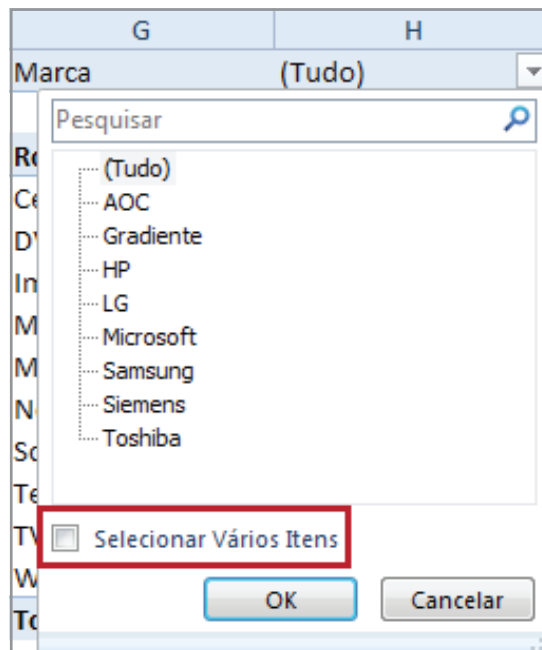 G H
Marca (Tudo)
Pesquisar
(Tudo)
AOC
Gradiente
HP
LG
Microsoft
Samsung
Siemens
Toshiba
Selecionar Vários Itens
OK Cancelar